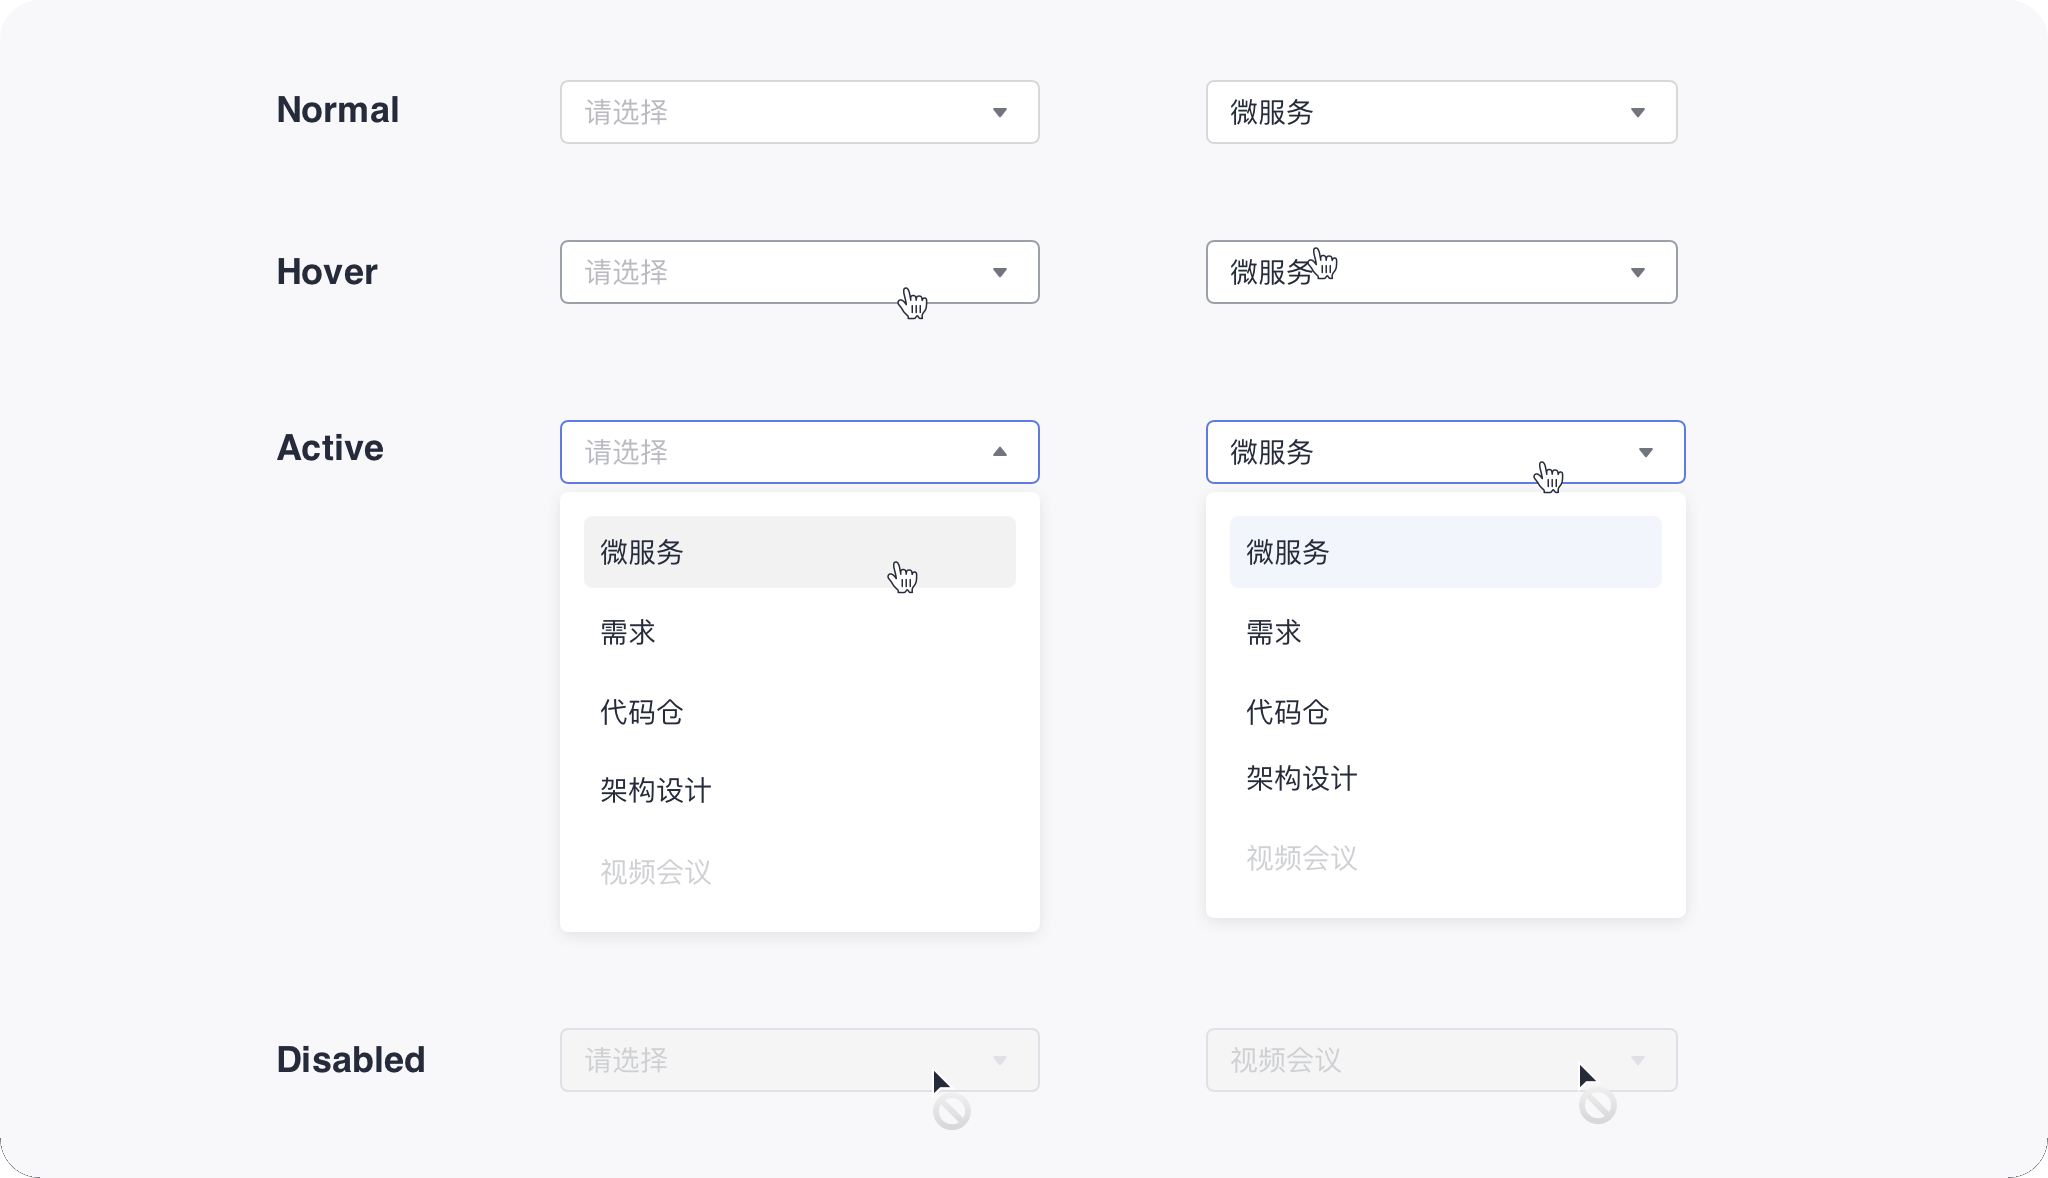 Normal
请选择
微服务
Hover
请选择
微服务
Active
请选择
微服务
需求
代码仓
架构设计
视频会议
微服务
微服务
需求
代码仓
架构设计
视频会议
Disabled
请选择
视频会议